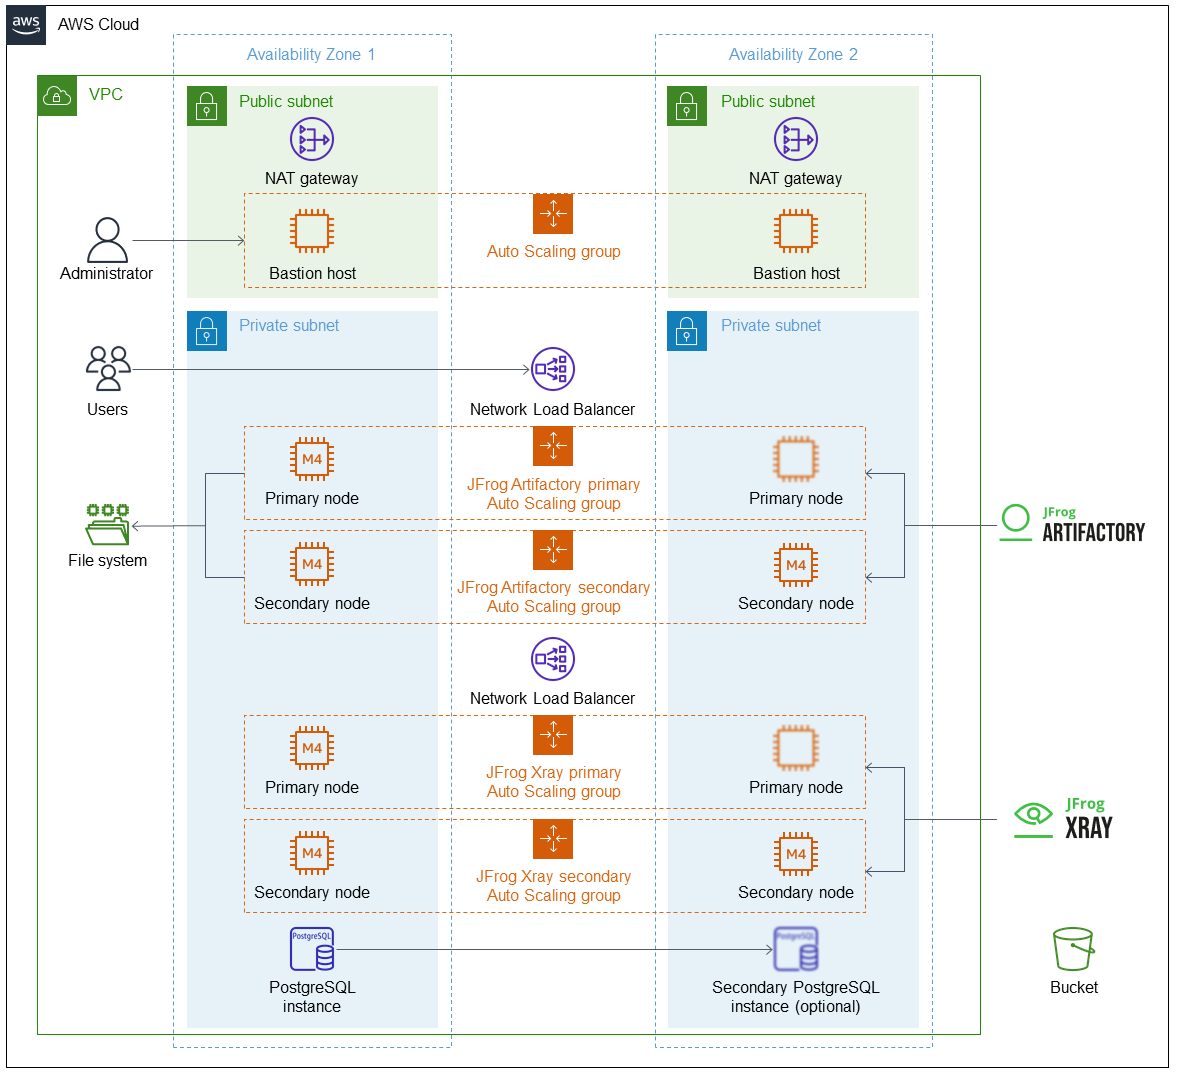 aws
AWS Cloud
Availability Zone 1
Availability Zone 2
VPC
Public subnet
Public subnet
NAT gateway
NAT gateway
Administrator
Bastion host
Auto Scaling group
Bastion host
Private subnet
Private subnet
Users
Network Load Balancer
M4
Primary node
JFrog Artifactory primary
Auto Scaling group
Primary node
File system
JFrog
ARTIFACTORY
M4
Secondary node
JFrog Artifactory secondary
Auto Scaling group
M4
Secondary node
Network Load Balancer
M4
Primary node
JFrog Xray primary
Auto Scaling group
Primary node
JFrog
XRAY
M4
Secondary node
JFrog Xray secondary
Auto Scaling group
M4
Secondary node
PostgreSQL
PostgreSQL
instance
PostgreSQL
Secondary PostgreSQL
instance (optional)
Bucket